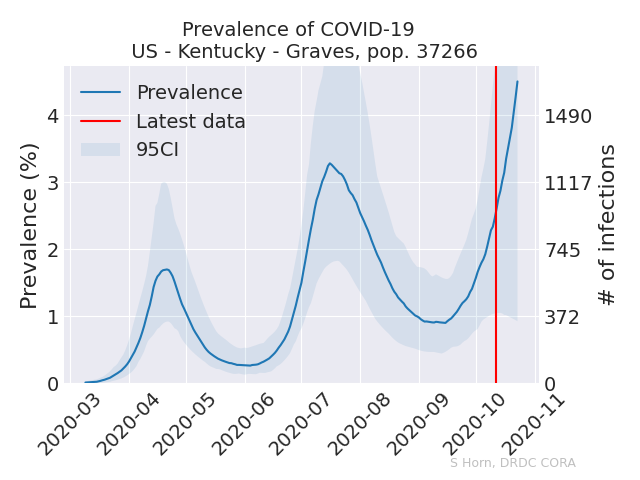 Prevalence of COVID-19
US - Kentucky - Graves, pop. 37266
Prevalence
Latest data
95CI
Prevalence (%)
4
3
2
1
0
# of infections
1490
1117
745
372
0
2020-03
2020-04
2020-05
2020-06
2020-07
2020-08
2020-09
2020-10
2020-11
S Horn, DRDC CORA